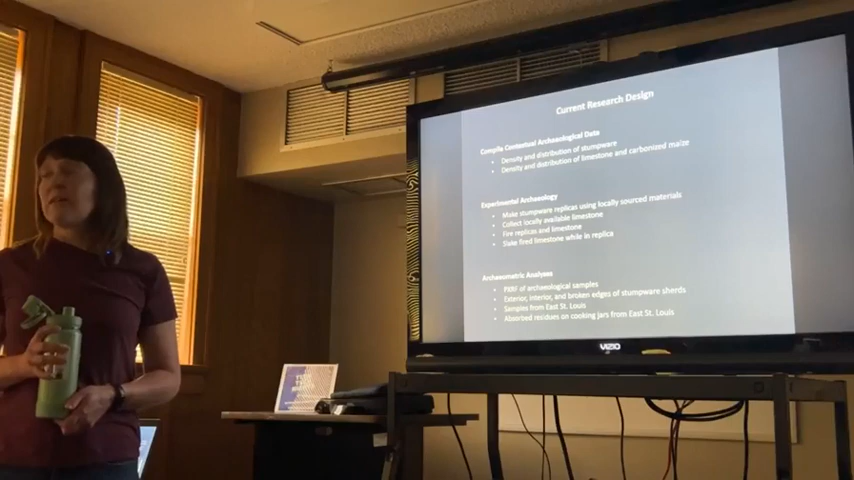 Current Research Design
Compile Contextual Archaeological Data
• Density and distribution of stumpware
• Density and distribution of limestone and carbonized maize
Experimental Archaeology
• Make stumpware replicas using locally sourced materials
• Collect locally available limestone
• Fire replicas and limestone
• Slake fired limestone while in replica
Archaeometric Analyses
• PXRF of archaeological samples
• Exterior, interior, and broken edges of stumpware sherds
• Samples from East St. Louis
• Absorbed residues on cooking jars from East St. Louis
VIZIO